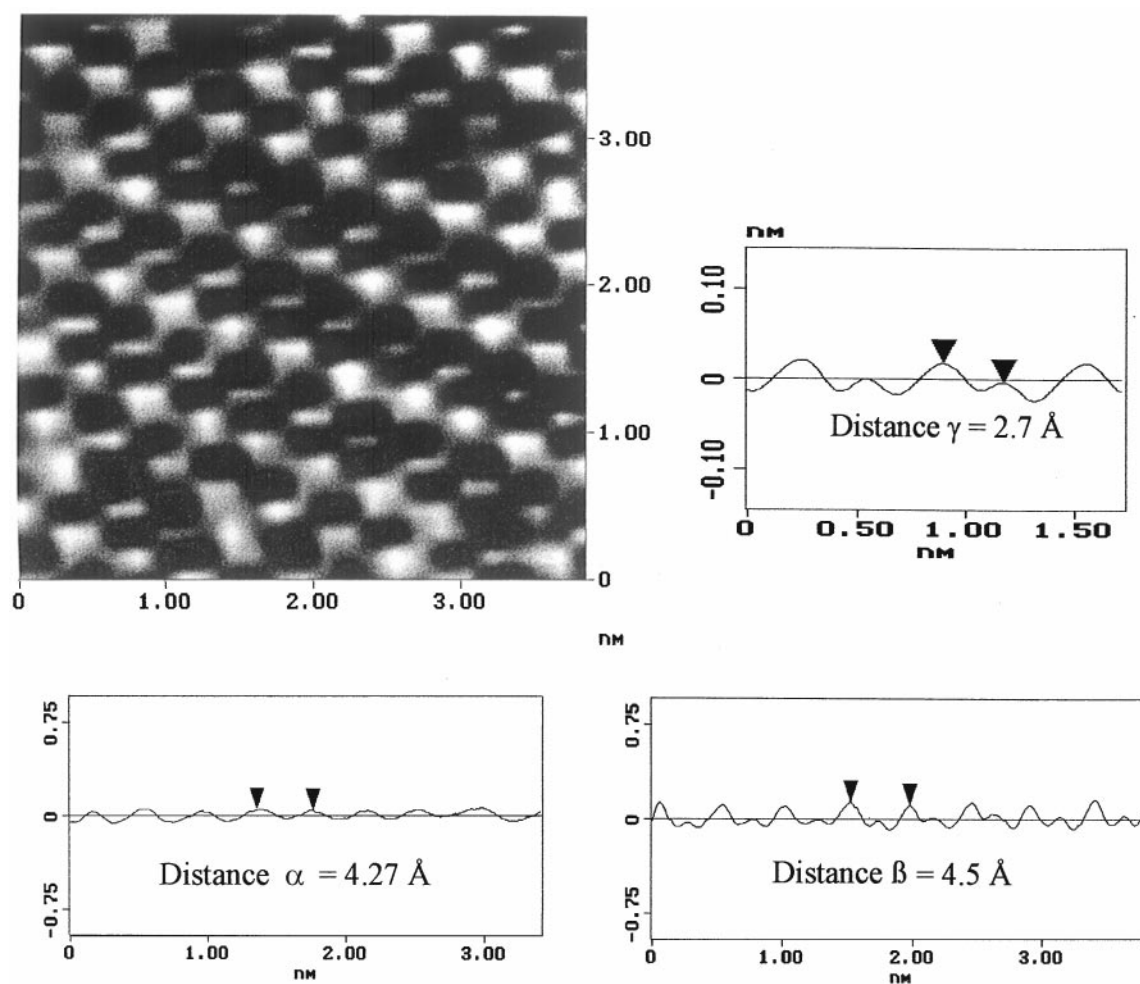 3.00
2.00
1.00
0
0 1.00 2.00 3.00
nm
nm
0.10
0
-0.10
Distance γ = 2.7 Å
0 0.50 1.00 1.50
nm
0.75
0
-0.75
Distance α = 4.27 Å
0 1.00 2.00 3.00
nm
0.75
0
-0.75
Distance ß = 4.5 Å
0 1.00 2.00 3.00
nm